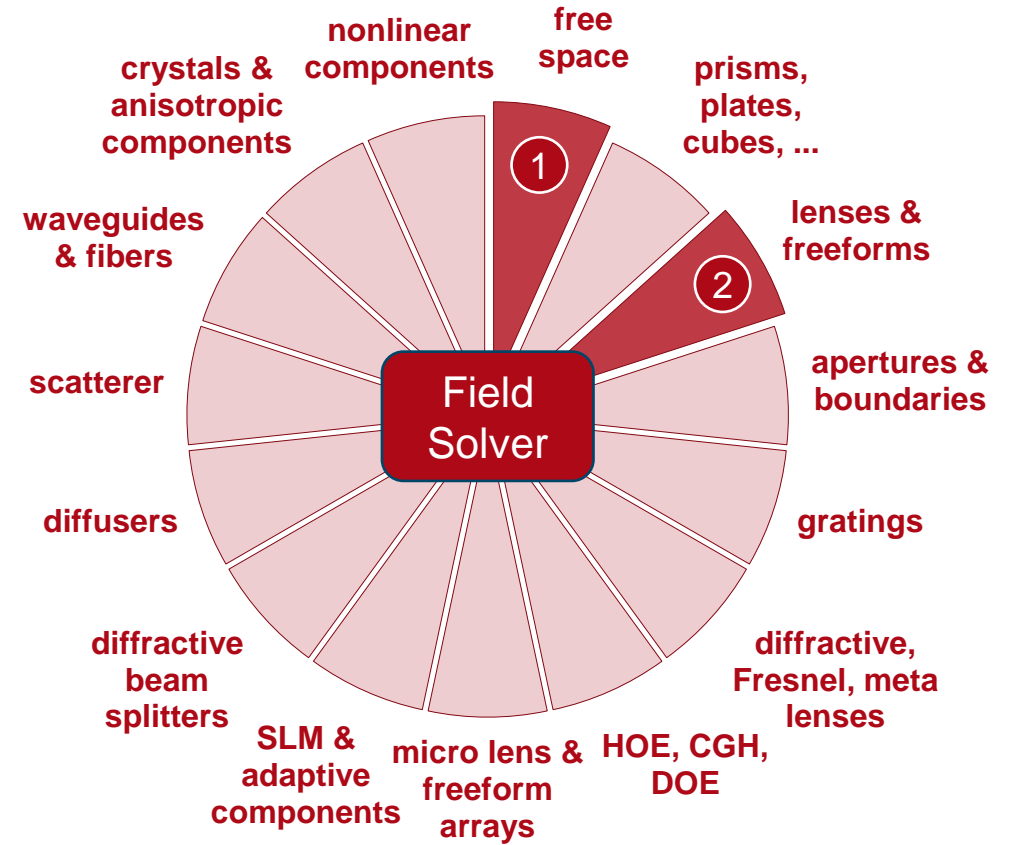 free
space
prisms,
plates,
cubes, ...
lenses &
freeforms
apertures &
boundaries
gratings
diffractive,
Fresnel, meta
lenses
HOE, CGH,
DOE
micro lens &
freeform
arrays
SLM &
adaptive
components
diffractive
beam
splitters
diffusers
scatterer
waveguides
& fibers
crystals &
anisotropic
components
nonlinear
components
1
2
Field
Solver